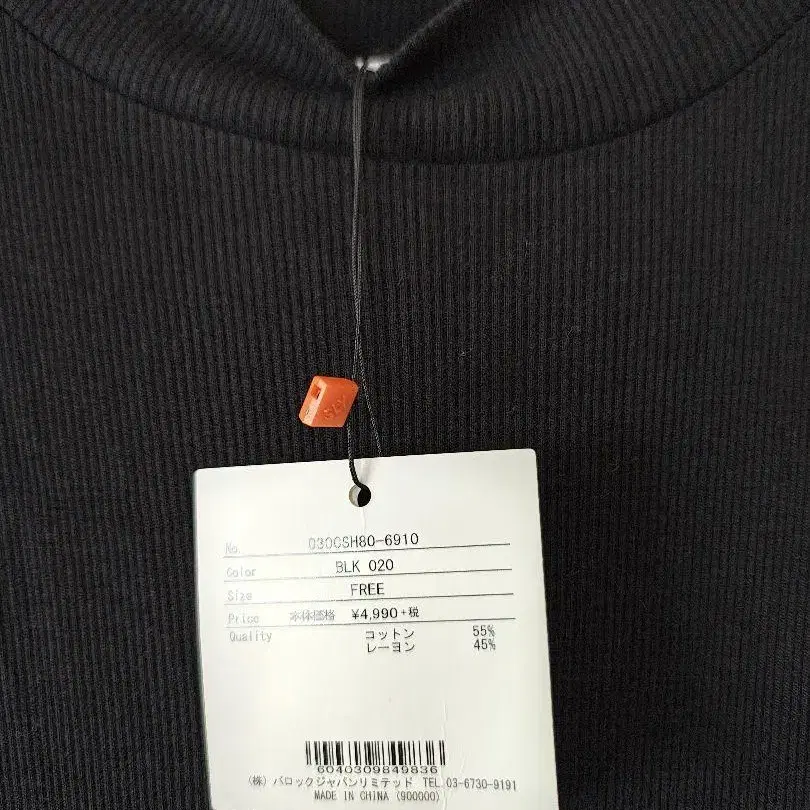 SLY
No. 030CSH80-6910
Color BLK 020
Size FREE
Price 本体価格 ¥4,990+税
Quality コットン 55%
レーヨン 45%
6040309849836
(株) バロックジャパンリミテッド TEL.03-6730-9191
MADE IN CHINA (900000)